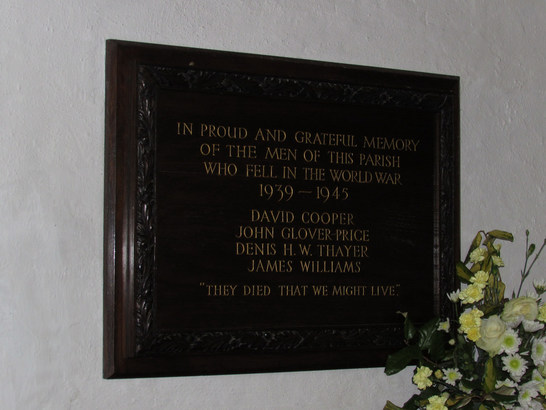 IN PROUD AND GRATEFUL MEMORY
OF THE MEN OF THIS PARISH
WHO FELL IN THE WORLD WAR
1939—1945
DAVID COOPER
JOHN GLOVER-PRICE
DENIS H.W. THAYER
JAMES WILLIAMS
"THEY DIED THAT WE MIGHT LIVE."